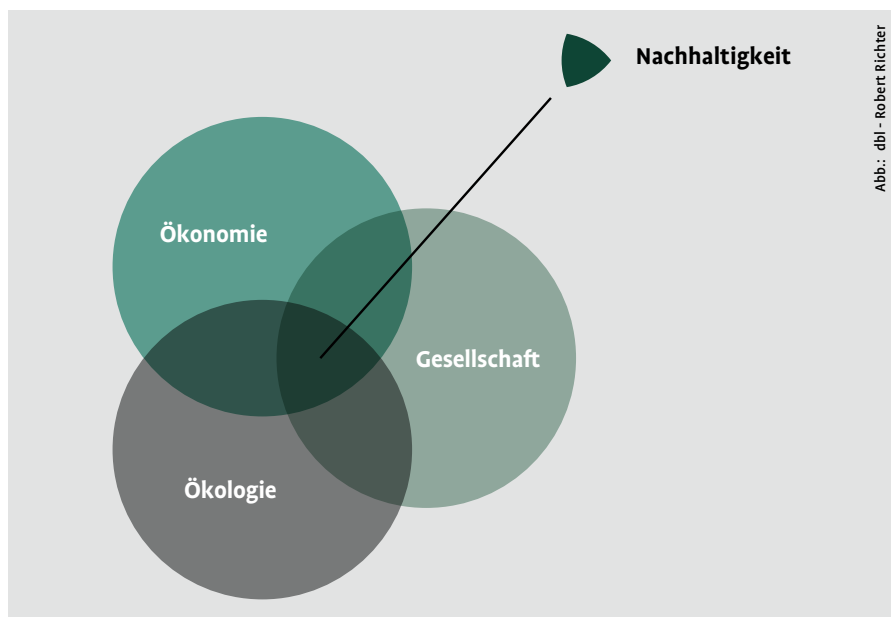 Nachhaltigkeit
Abb.: dbl - Robert Richter
Ökonomie
Gesellschaft
Ökologie